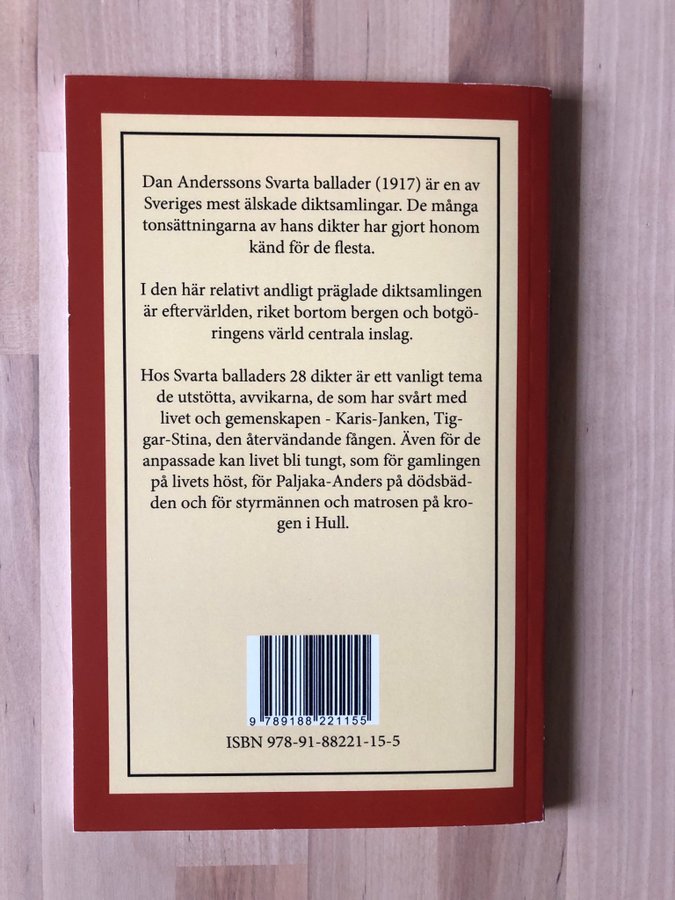 Dan Anderssons Svarta ballader (1917) är en av
Sveriges mest älskade diktsamlingar. De många
tonsättningarna av hans dikter har gjort honom
känd för de flesta.
I den här relativt andligt präglade diktsamlingen
är eftervärlden, riket bortom bergen och botgö-
ringens värld centrala inslag.
Hos Svarta balladers 28 dikter är ett vanligt tema
de utstötta, avvikarna, de som har svårt med
livet och gemenskapen - Karis-Janken, Tig-
gar-Stina, den återvändande fången. Även för de
anpassade kan livet bli tungt, som för gamlingen
på livets höst, för Paljaka-Anders på dödsbäd-
den och för styrmännen och matrosen på kro-
gen i Hull.
9 789188 221155
ISBN 978-91-88221-15-5